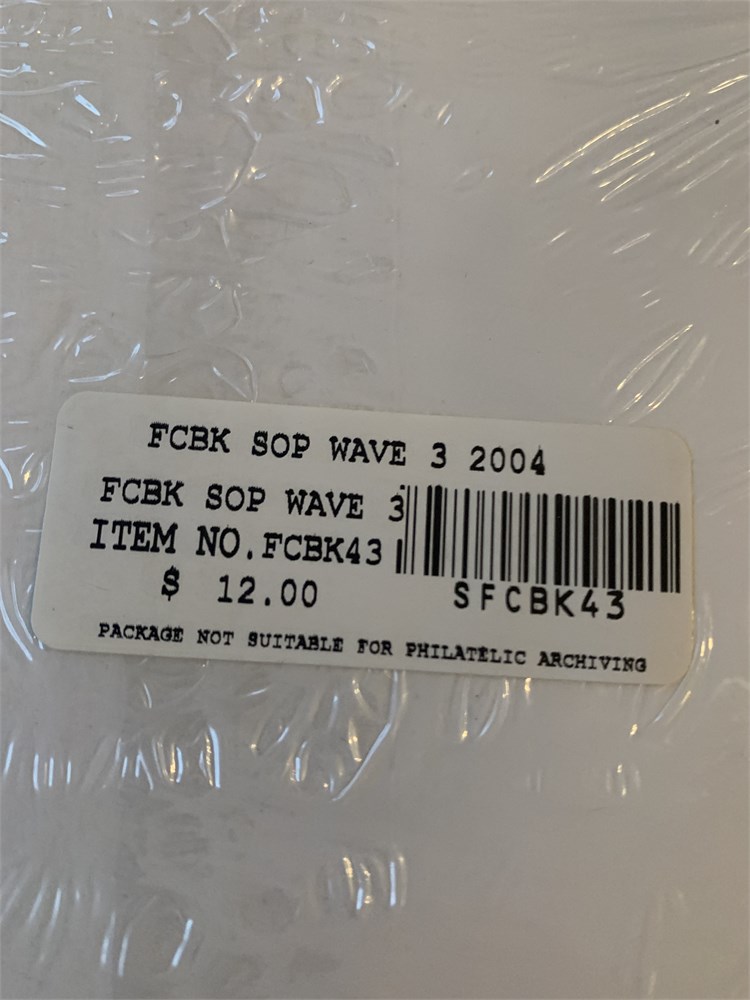 FCBK SOP WAVE 3 2004
FCBK SOP WAVE 3
ITEM NO.FCBK43
$ 12.00
SFCBK43
PACKAGE NOT SUITABLE FOR PHILATELIC ARCHIVING